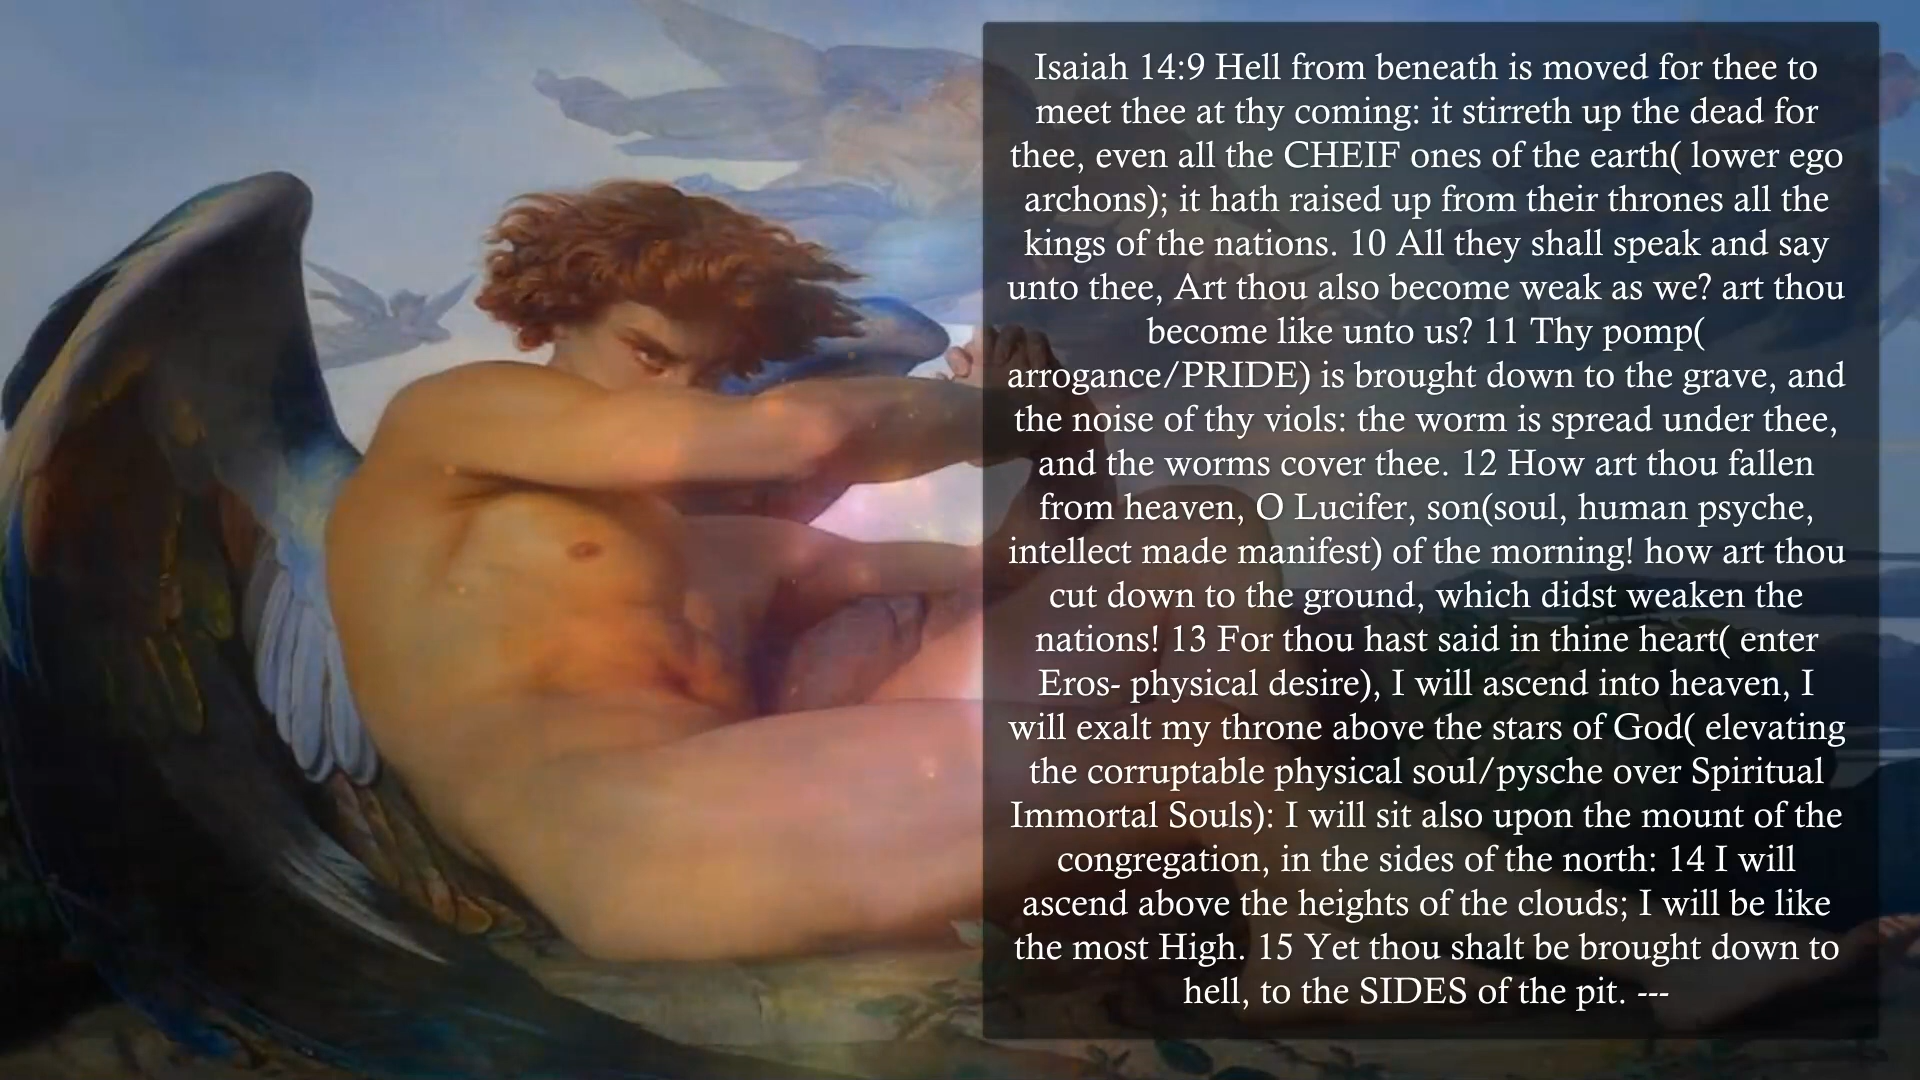 Isaiah 14:9 Hell from beneath is moved for thee to
meet thee at thy coming: it stirreth up the dead for
thee, even all the CHEIF ones of the earth( lower ego
archons); it hath raised up from their thrones all the
kings of the nations. 10 All they shall speak and say
unto thee, Art thou also become weak as we? art thou
become like unto us? 11 Thy pomp(
arrogance/PRIDE) is brought down to the grave, and
the noise of thy viols: the worm is spread under thee,
and the worms cover thee. 12 How art thou fallen
from heaven, O Lucifer, son(soul, human psyche,
intellect made manifest) of the morning! how art thou
cut down to the ground, which didst weaken the
nations! 13 For thou hast said in thine heart( enter
Eros- physical desire), I will ascend into heaven, I
will exalt my throne above the stars of God( elevating
the corruptable physical soul/pysche over Spiritual
Immortal Souls): I will sit also upon the mount of the
congregation, in the sides of the north: 14 I will
ascend above the heights of the clouds; I will be like
the most High. 15 Yet thou shalt be brought down to
hell, to the SIDES of the pit. ---